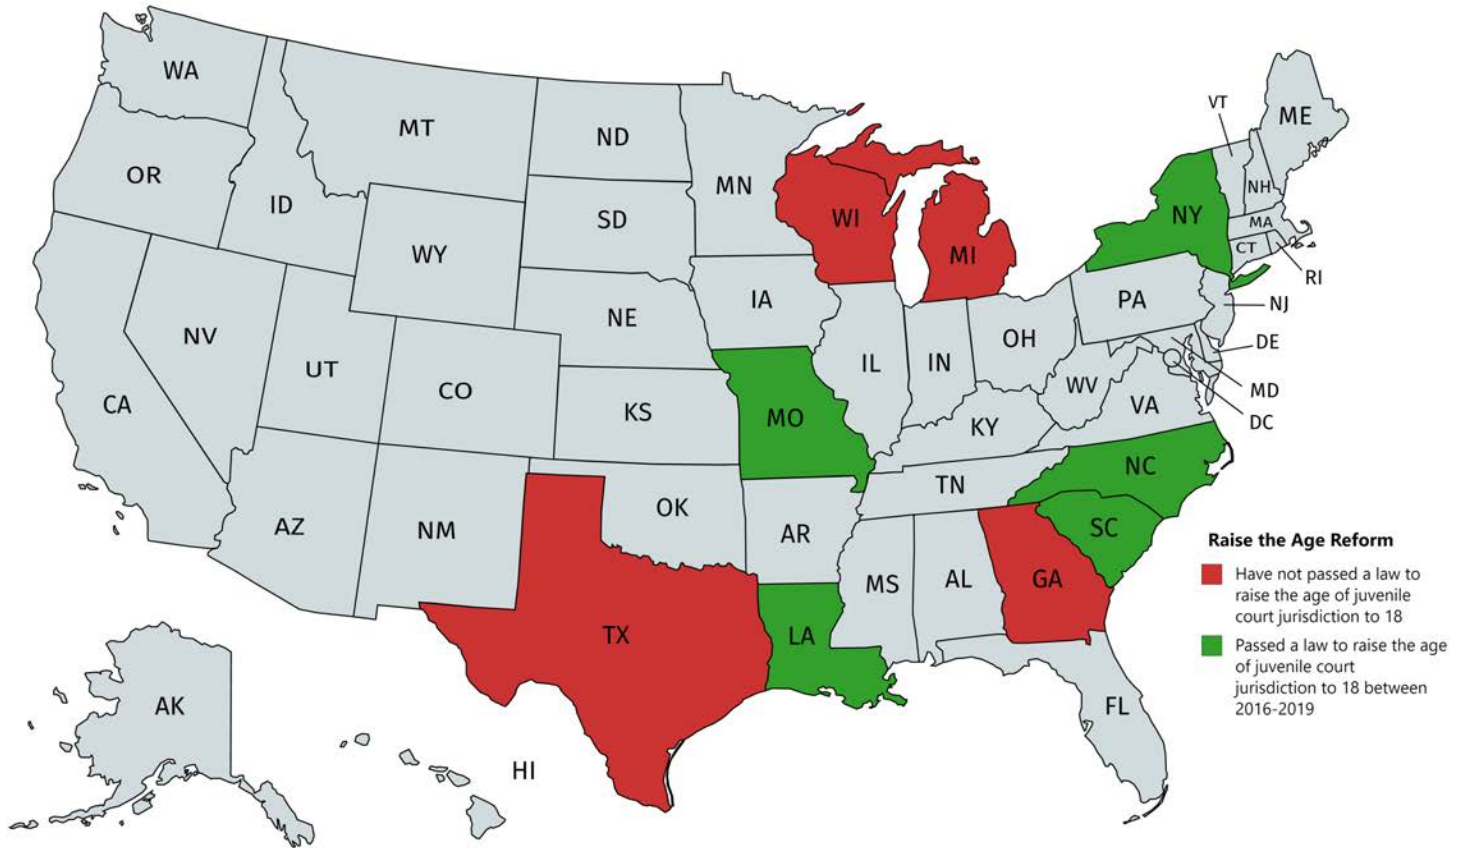 WA
MT
ND
MN
VT
ME
OR
ID
SD
WI
NY
NH
WY
MI
MA
CT
RI
NV
UT
NE
IA
PA
NJ
CA
CO
KS
IL
IN
OH
DE
MO
WV
MD
VA
DC
KY
NC
AZ
NM
OK
AR
TN
SC
MS
AL
GA
TX
LA
FL
AK
HI
Raise the Age Reform
Have not passed a law to
raise the age of juvenile
court jurisdiction to 18
Passed a law to raise the age
of juvenile court
jurisdiction to 18 between
2016-2019